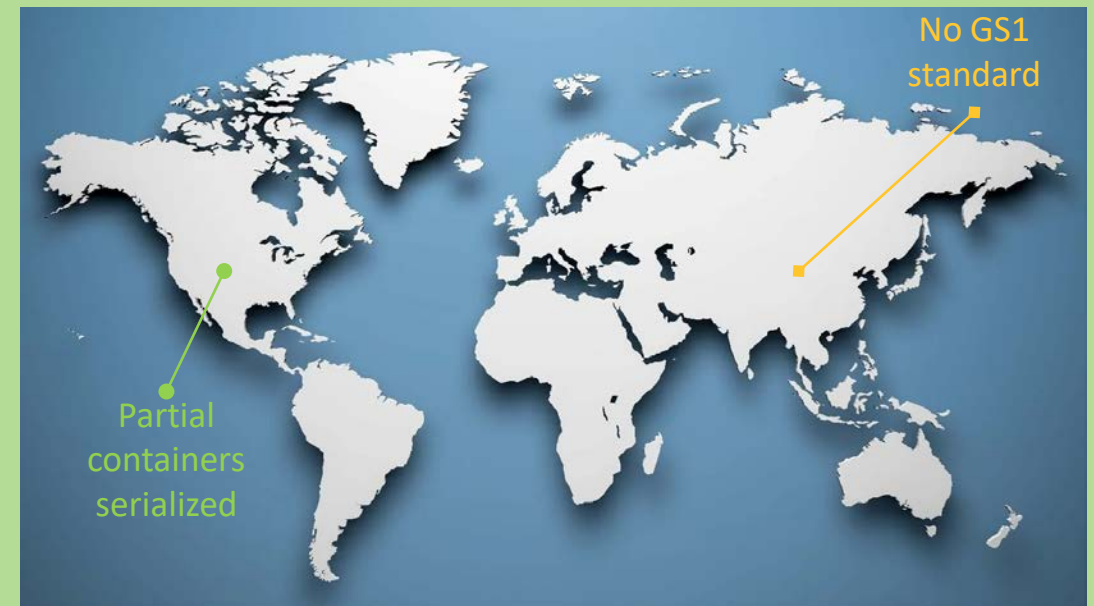 No GS1
standard
Partial
containers
serialized